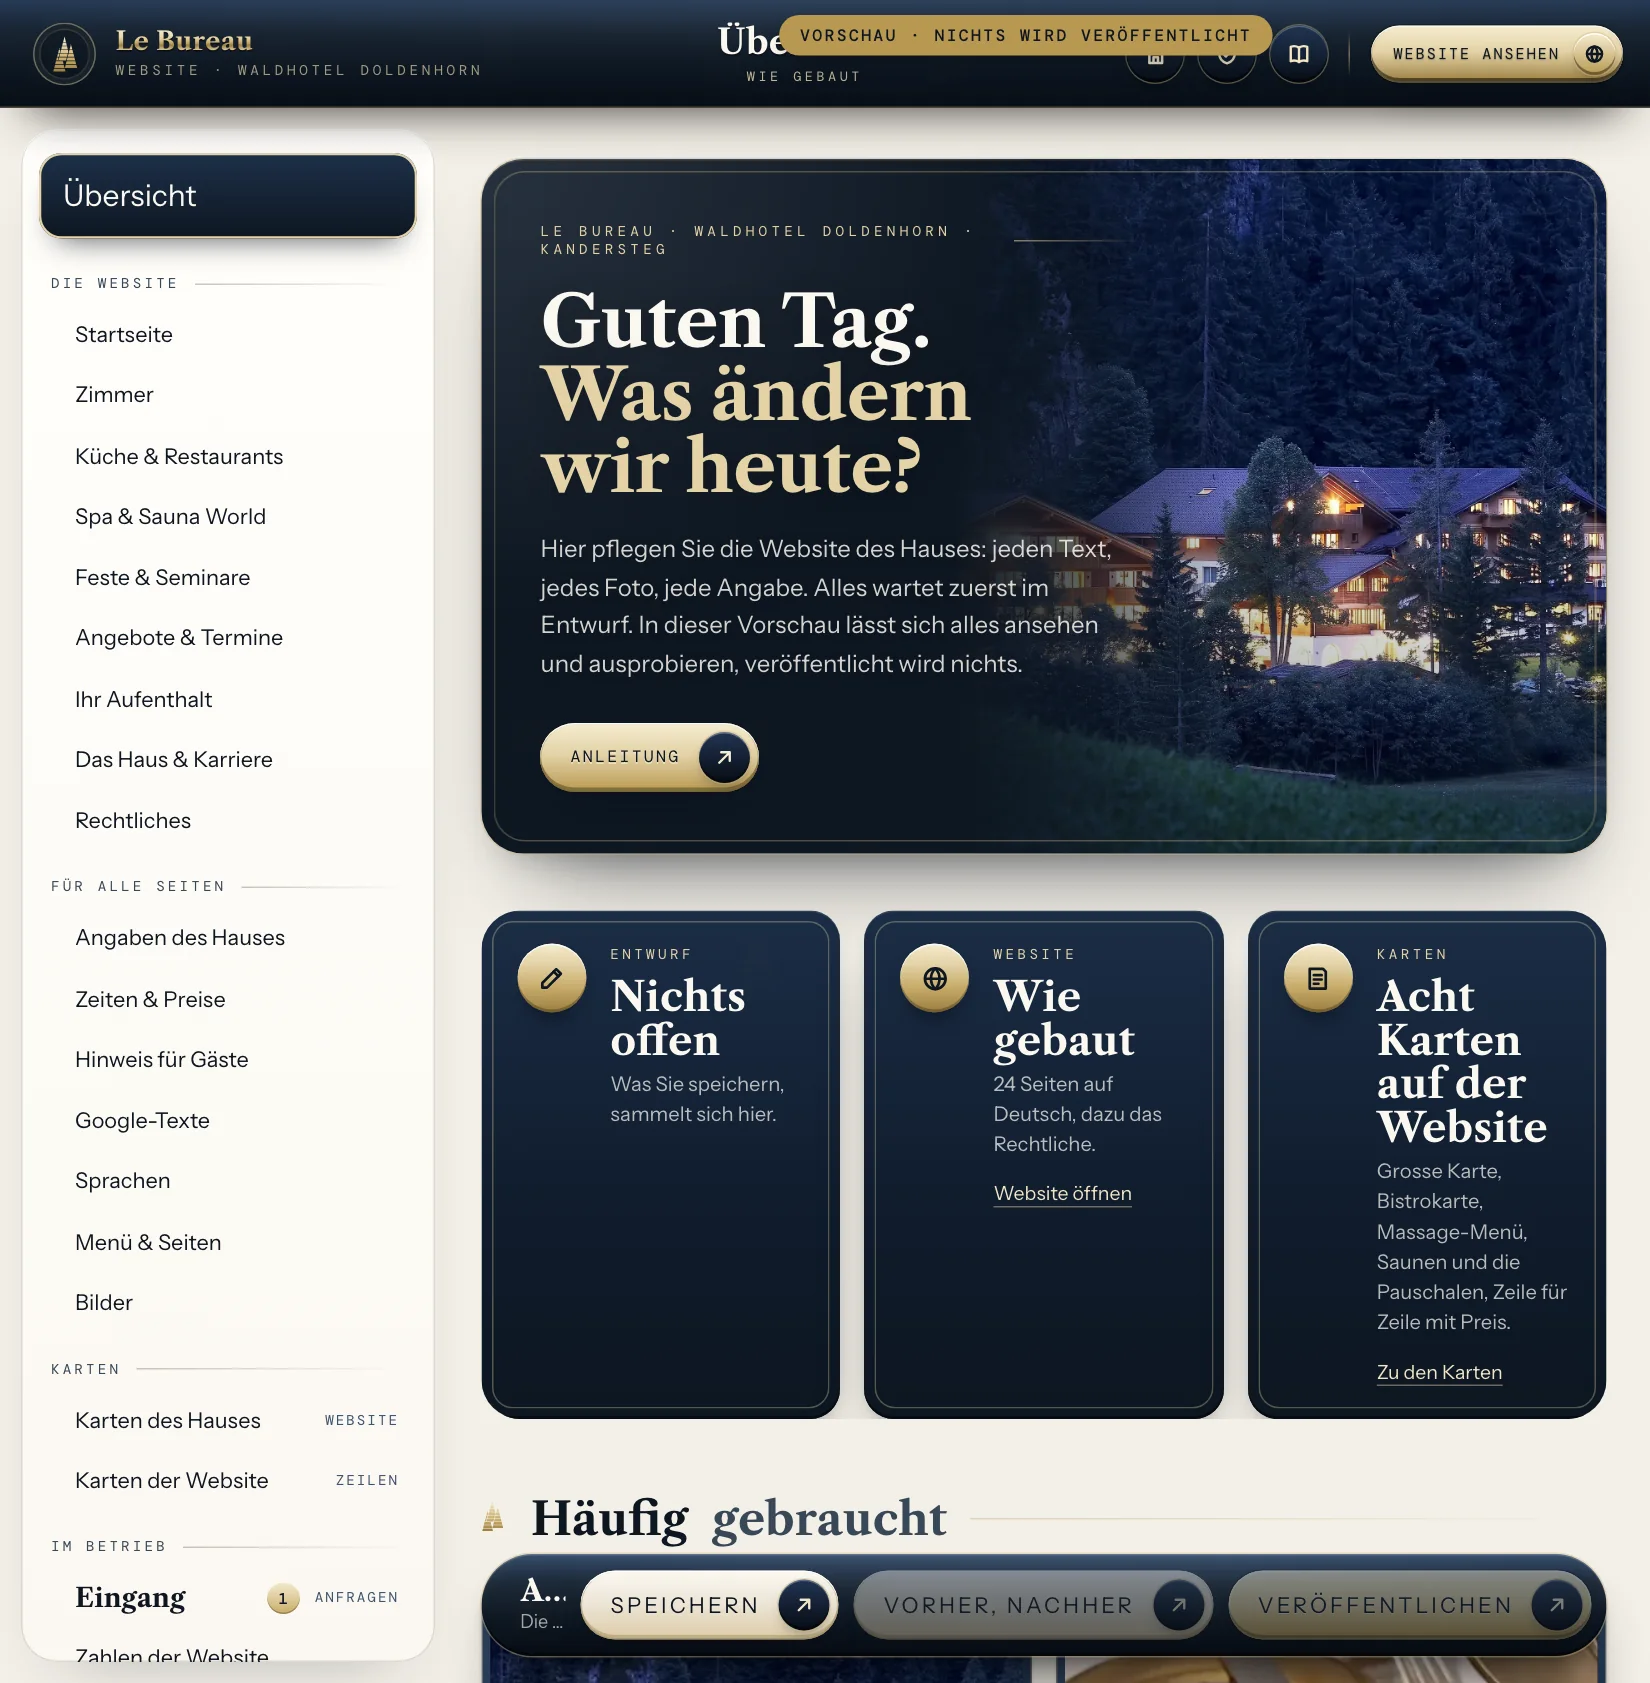 Le Bureau
WEBSITE · WALDHOTEL DOLDENHORN
Übe
WIE GEBAUT
VORSCHAU · NICHTS WIRD VERÖFFENTLICHT
WEBSITE ANSEHEN
Übersicht
DIE WEBSITE
Startseite
Zimmer
Küche & Restaurants
Spa & Sauna World
Feste & Seminare
Angebote & Termine
Ihr Aufenthalt
Das Haus & Karriere
Rechtliches
FÜR ALLE SEITEN
Angaben des Hauses
Zeiten & Preise
Hinweis für Gäste
Google-Texte
Sprachen
Menü & Seiten
Bilder
KARTEN
Karten des Hauses WEBSITE
Karten der Website ZEILEN
IM BETRIEB
Eingang 1 ANFRAGEN
Zahlen der Website
LE BUREAU · WALDHOTEL DOLDENHORN ·
KANDERSTEG
Guten Tag.
Was ändern
wir heute?
Hier pflegen Sie die Website des Hauses: jeden Text,
jedes Foto, jede Angabe. Alles wartet zuerst im
Entwurf. In dieser Vorschau lässt sich alles ansehen
und ausprobieren, veröffentlicht wird nichts.
ANLEITUNG
ENTWURF
Nichts
offen
Was Sie speichern,
sammelt sich hier.
WEBSITE
Wie
gebaut
24 Seiten auf
Deutsch, dazu das
Rechtliche.
Website öffnen
KARTEN
Acht
Karten
auf der
Website
Grosse Karte,
Bistrokarte,
Massage-Menü,
Saunen und die
Pauschalen, Zeile für
Zeile mit Preis.
Zu den Karten
Häufig gebraucht
A...
Die ...
SPEICHERN
VORHER, NACHHER
VERÖFFENTLICHEN